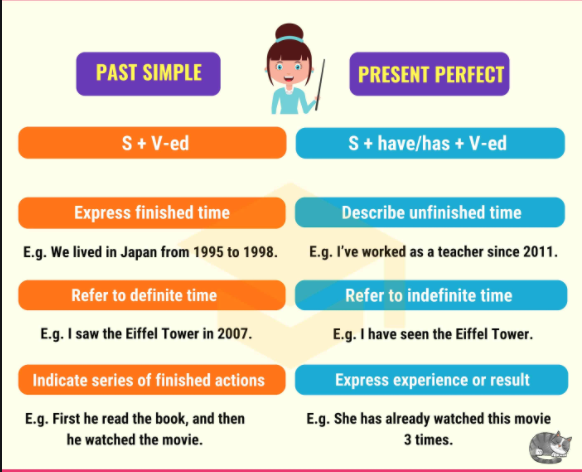 PAST SIMPLE
PRESENT PERFECT
S + V-ed
S + have/has + V-ed
Express finished time
Describe unfinished time
E.g. We lived in Japan from 1995 to 1998.
E.g. I've worked as a teacher since 2011.
Refer to definite time
Refer to indefinite time
E.g. I saw the Eiffel Tower in 2007.
E.g. I have seen the Eiffel Tower.
Indicate series of finished actions
Express experience or result
E.g. First he read the book, and then
he watched the movie.
E.g. She has already watched this movie
3 times.